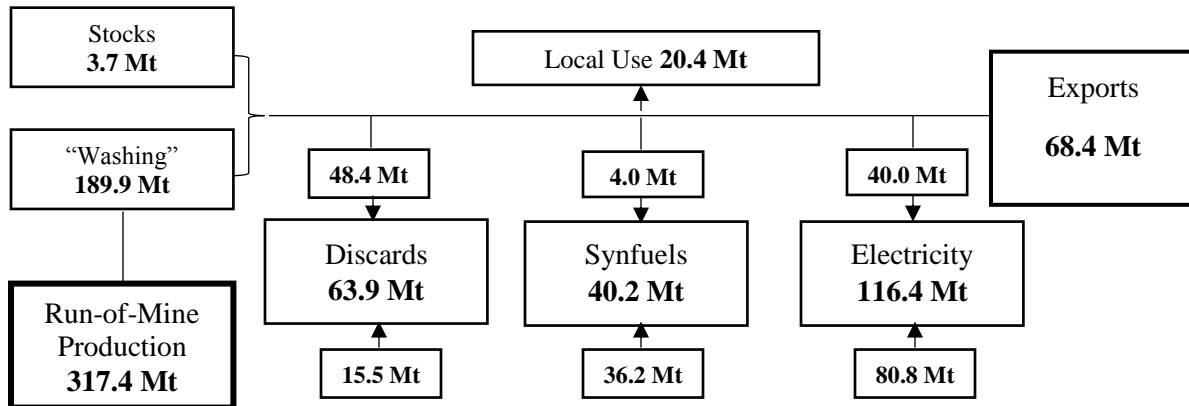 Stocks
3.7 Mt
Local Use 20.4 Mt
Exports
68.4 Mt
“Washing”
189.9 Mt
48.4 Mt
4.0 Mt
40.0 Mt
Discards
63.9 Mt
Synfuels
40.2 Mt
Electricity
116.4 Mt
Run-of-Mine
Production
317.4 Mt
15.5 Mt
36.2 Mt
80.8 Mt